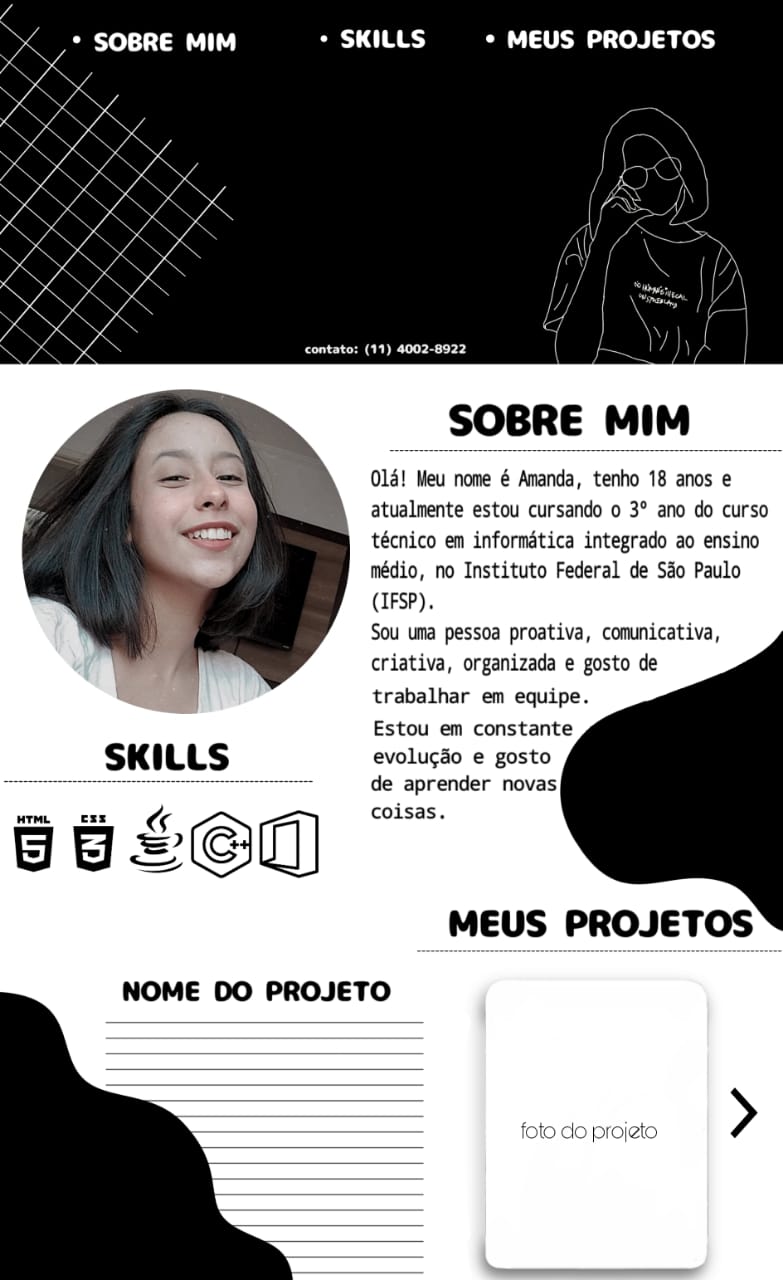 • SOBRE MIM
• SKILLS
• MEUS PROJETOS
contato: (11) 4002-8922
SOBRE MIM
Olá! Meu nome é Amanda, tenho 18 anos e
atualmente estou cursando o 3º ano do curso
técnico em informática integrado ao ensino
médio, no Instituto Federal de São Paulo
(IFSP).
Sou uma pessoa proativa, comunicativa,
criativa, organizada e gosto de
trabalhar em equipe.
Estou em constante
evolução e gosto
de aprender novas
coisas.
SKILLS
HTML
5
CSS
3
C++
MEUS PROJETOS
NOME DO PROJETO
foto do projeto